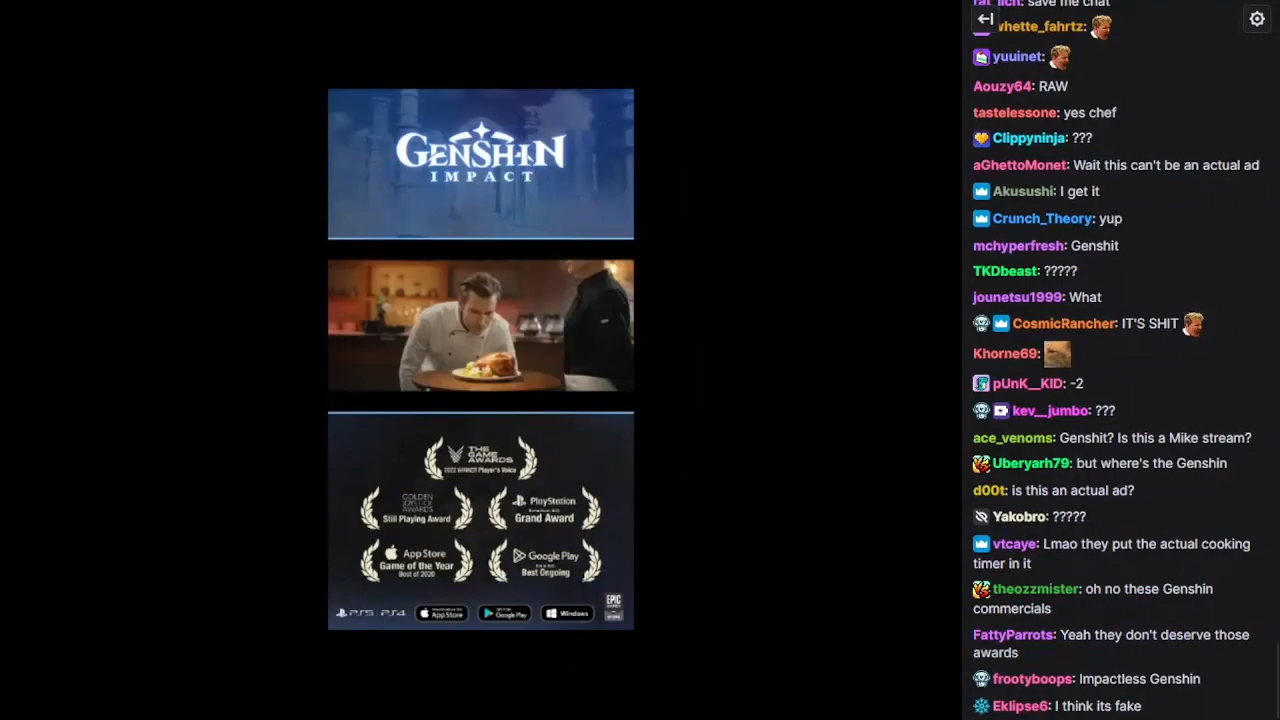 GENSHIN
IMPACT
THE
GAME
AWARDS
2022 WINNER Player's Voice
GOLDEN
JOYSTICK
AWARDS
Still Playing Award
PlayStation
Grand Award
App Store
Game of the Year
Best of 2020
Google Play
Best Ongoing
PS5 PS4
App Store
Google Play
Windows
EPIC
GAMES
save me chat
whette_fahrtz:
yuuinet:
Aouzy64: RAW
tastelessone: yes chef
Clippyninja: ???
aGhettoMonet: Wait this can't be an actual ad
Akusushi: I get it
Crunch_Theory: yup
mchyperfresh: Genshit
TKDbeast: ?????
jounetsu1999: What
CosmicRancher: IT'S SHIT
Khorne69:
pUnK__KID: -2
kev__jumbo: ???
ace_venoms: Genshit? Is this a Mike stream?
Uberyarh79: but where's the Genshin
d00t: is this an actual ad?
Yakobro: ?????
vtcaye: Lmao they put the actual cooking
timer in it
theozzmister: oh no these Genshin
commercials
FattyParrots: Yeah they don't deserve those
awards
frootyboops: Impactless Genshin
Eklipse6: I think its fake